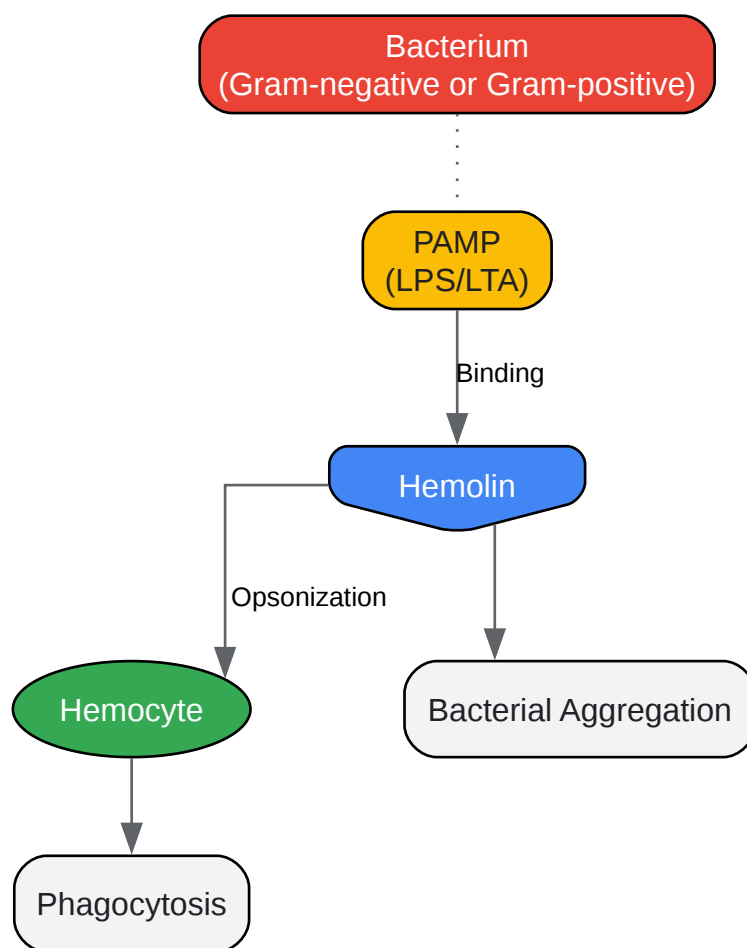 Bacterium
(Gram-negative or Gram-positive)
PAMP
(LPS/LTA)
Binding
Hemolin
Opsonization
Hemocyte
Bacterial Aggregation
Phagocytosis